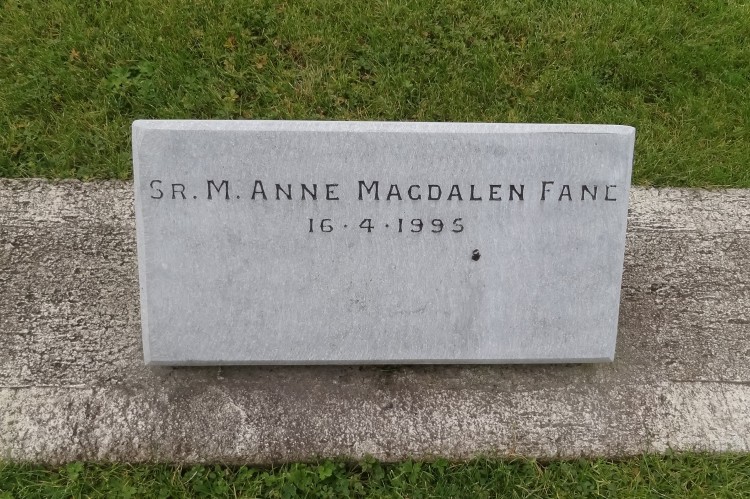 SR. M. ANNE MAGDALEN FANE
16·4·1995